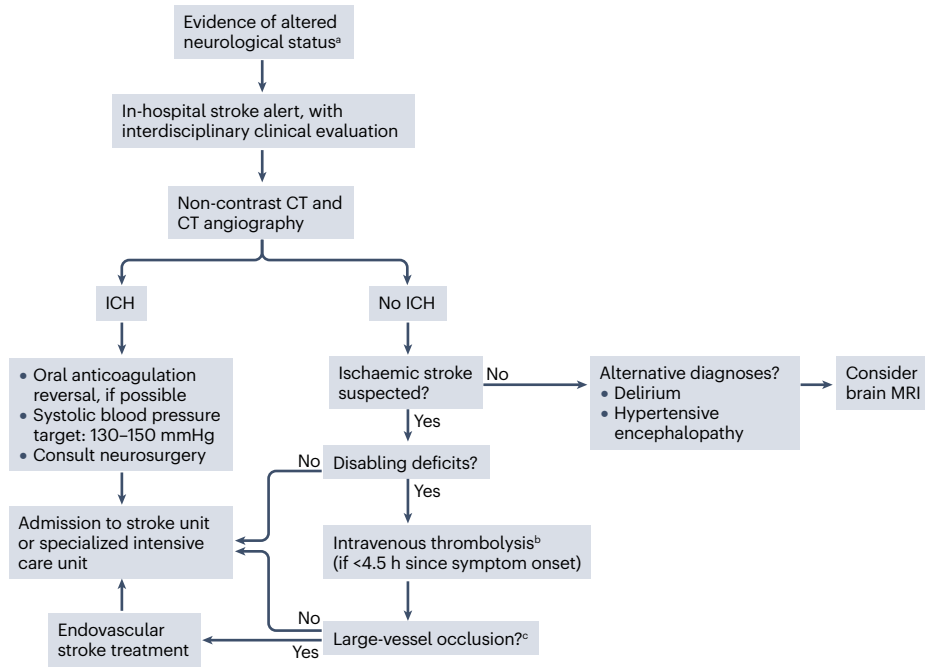 Evidence of altered
neurological statusᵃ
In-hospital stroke alert, with
interdisciplinary clinical evaluation
Non-contrast CT and
CT angiography
ICH
No ICH
• Oral anticoagulation
reversal, if possible
• Systolic blood pressure
target: 130–150 mmHg
• Consult neurosurgery
Ischaemic stroke
suspected?
No
Alternative diagnoses?
• Delirium
• Hypertensive
encephalopathy
Consider
brain MRI
Yes
No
Disabling deficits?
Yes
Admission to stroke unit
or specialized intensive
care unit
Intravenous thrombolysisᵇ
(if <4.5 h since symptom onset)
No
Large-vessel occlusion?ᶜ
Yes
Endovascular
stroke treatment